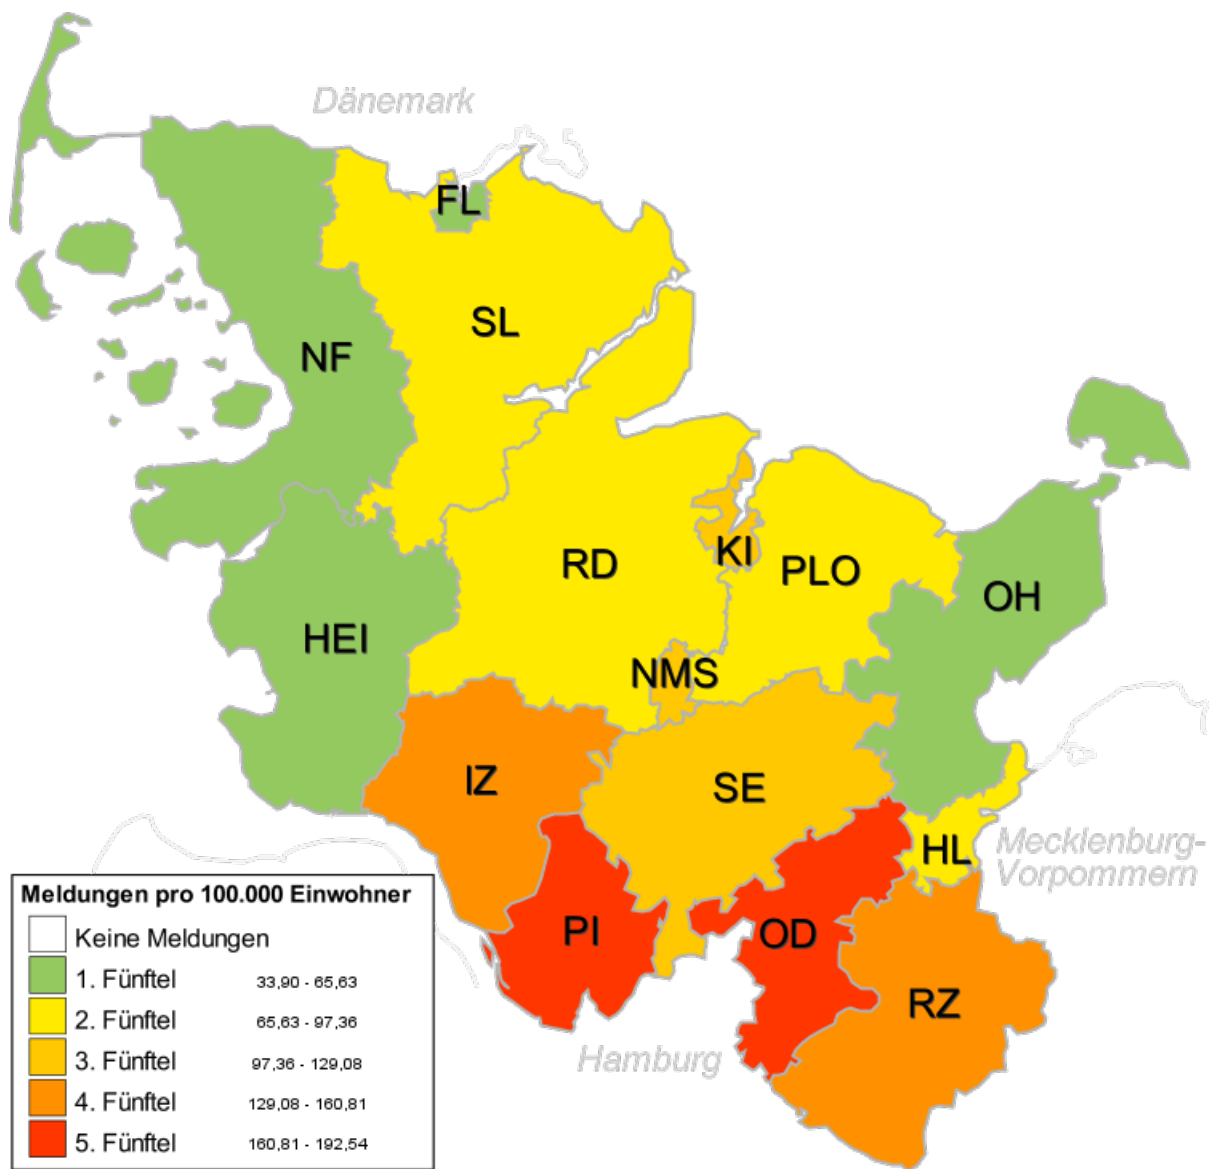 Dänemark
FL
SL
NF
KI
RD
PLO
OH
HEI
NMS
IZ
SE
HL
Mecklenburg-
Vorpommern
PI
OD
RZ
Hamburg
Meldungen pro 100.000 Einwohner
Keine Meldungen
1. Fünftel 33,90 - 65,63
2. Fünftel 65,63 - 97,36
3. Fünftel 97,36 - 129,08
4. Fünftel 129,08 - 160,81
5. Fünftel 160,81 - 192,54